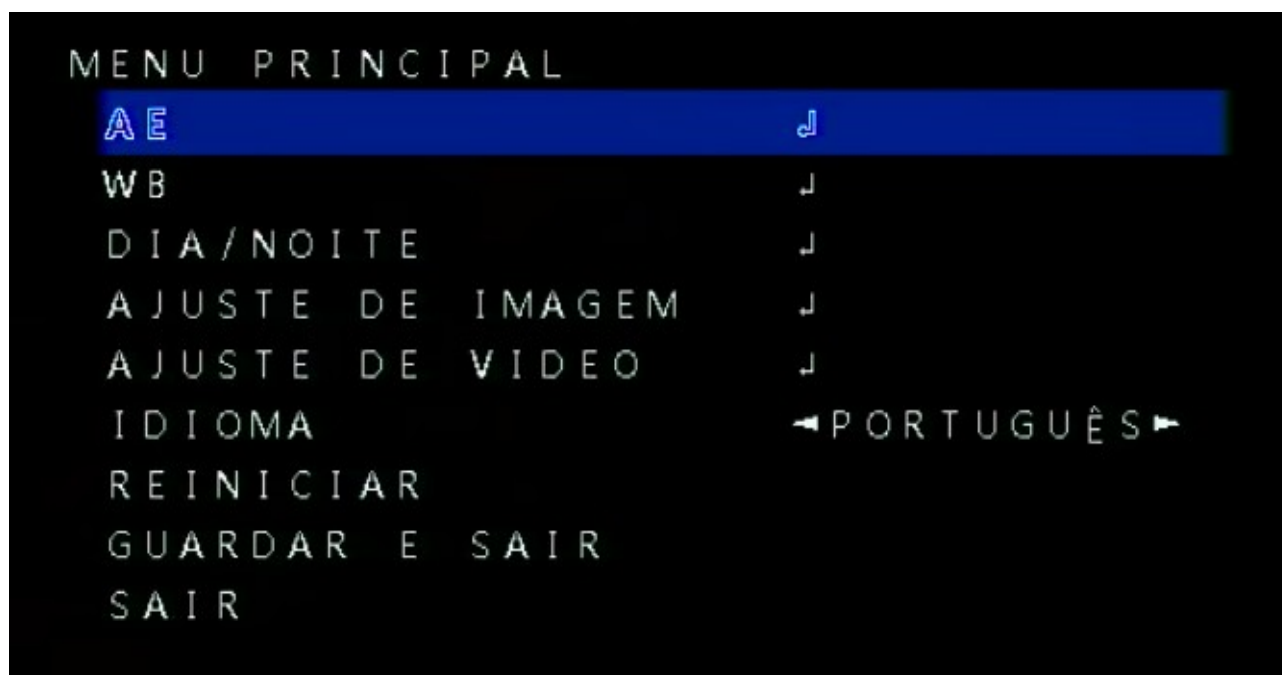 MENU PRINCIPAL
AE ↲
WB ↲
DIA/NOITE ↲
AJUSTE DE IMAGEM ↲
AJUSTE DE VIDEO ↲
IDIOMA ◄PORTUGUÊS►
REINICIAR
GUARDAR E SAIR
SAIR